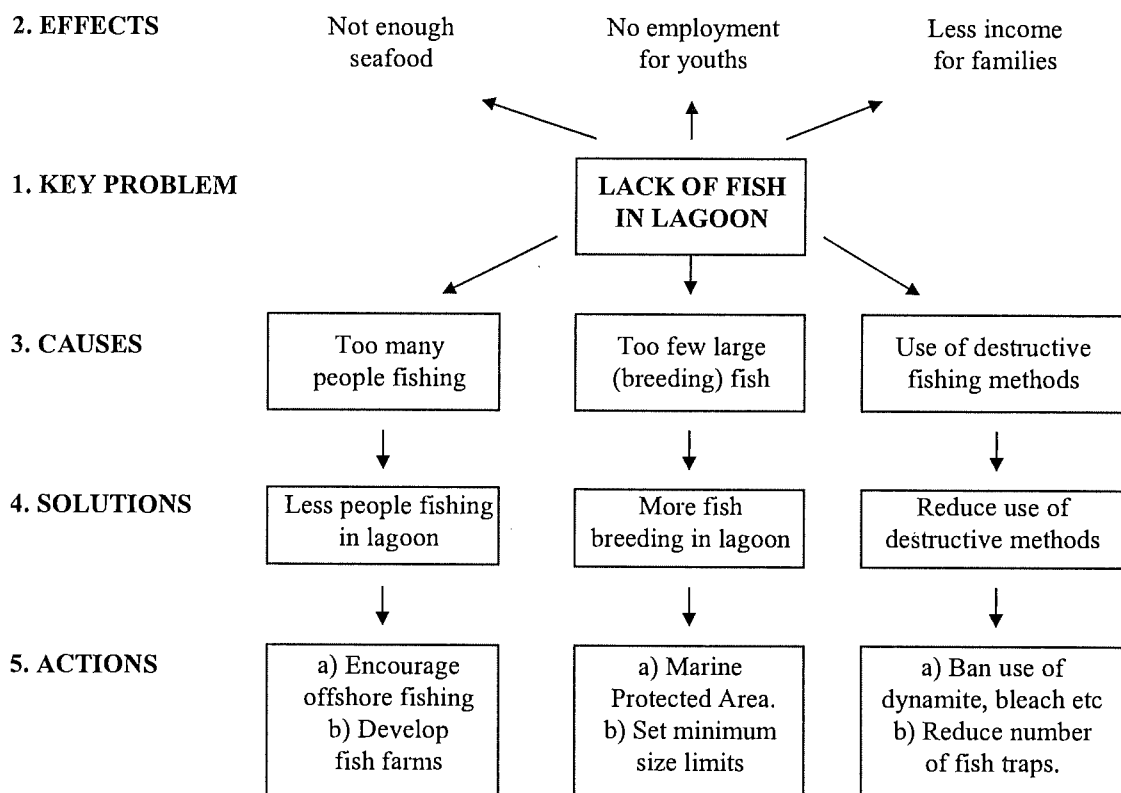 2. EFFECTS
Not enough
seafood
No employment
for youths
Less income
for families
1. KEY PROBLEM
LACK OF FISH
IN LAGOON
3. CAUSES
Too many
people fishing
Too few large
(breeding) fish
Use of destructive
fishing methods
4. SOLUTIONS
Less people fishing
in lagoon
More fish
breeding in lagoon
Reduce use of
destructive methods
5. ACTIONS
a) Encourage
offshore fishing
b) Develop
fish farms
a) Marine
Protected Area.
b) Set minimum
size limits
a) Ban use of
dynamite, bleach etc
b) Reduce number
of fish traps.